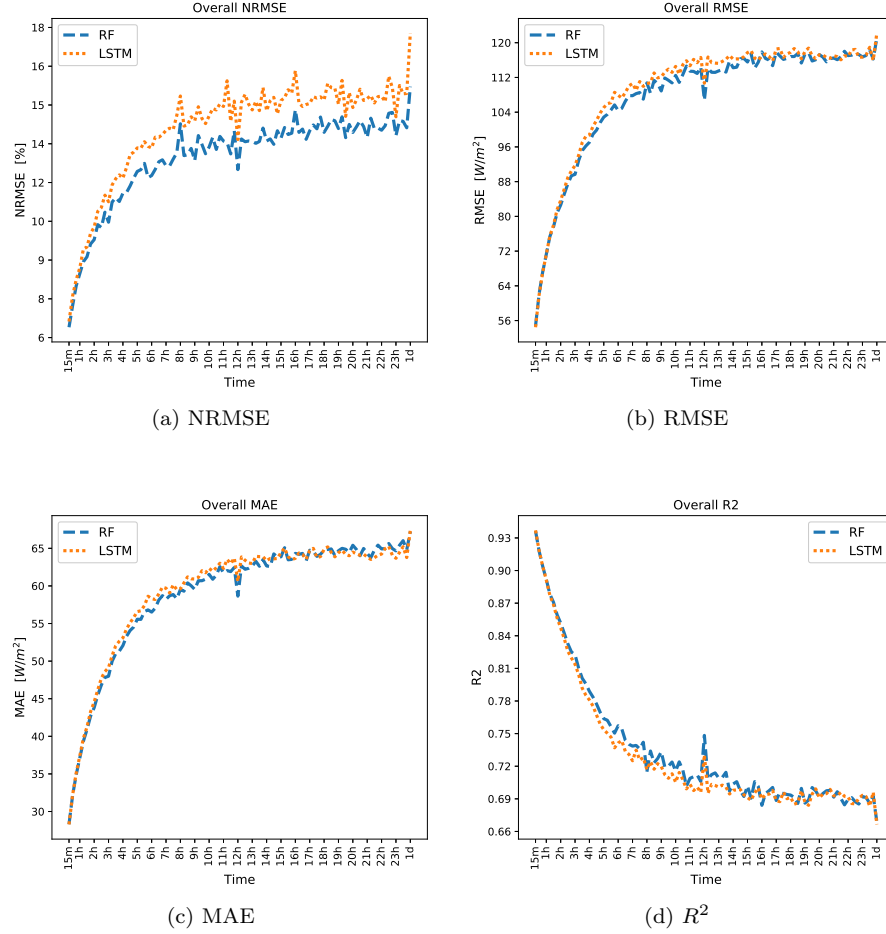 Overall NRMSE
RF
LSTM
18
16
15
14
12
10
9
8
6
NRMSE [%]
15m 1h 2h 3h 4h 5h 6h 7h 8h 9h 10h 11h 12h 13h 14h 15h 16h 17h 18h 19h 20h 21h 22h 23h 1d
Time
(a) NRMSE
Overall RMSE
RF
LSTM
120
112
104
96
88
80
72
64
56
RMSE [W/m²]
15m 1h 2h 3h 4h 5h 6h 7h 8h 9h 10h 11h 12h 13h 14h 15h 16h 17h 18h 19h 20h 21h 22h 23h 1d
Time
(b) RMSE
Overall MAE
RF
LSTM
65
60
55
50
45
40
35
30
MAE [W/m²]
15m 1h 2h 3h 4h 5h 6h 7h 8h 9h 10h 11h 12h 13h 14h 15h 16h 17h 18h 19h 20h 21h 22h 23h 1d
Time
(c) MAE
Overall R2
RF
LSTM
0.93
0.90
0.87
0.84
0.81
0.78
0.75
0.72
0.69
0.66
R2
15m 1h 2h 3h 4h 5h 6h 7h 8h 9h 10h 11h 12h 13h 14h 15h 16h 17h 18h 19h 20h 21h 22h 23h 1d
Time
(d) R²